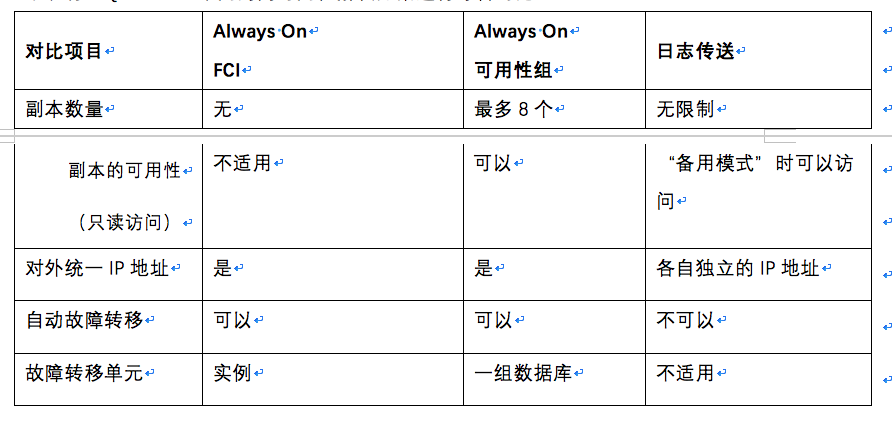 对比项目
Always On
FCI
Always On
可用性组
日志传送
副本数量
无
最多 8 个
无限制
副本的可用性
（只读访问）
不适用
可以
“备用模式” 时可以访
问
对外统一 IP 地址
是
是
各自独立的 IP 地址
自动故障转移
可以
可以
不可以
故障转移单元
实例
一组数据库
不适用